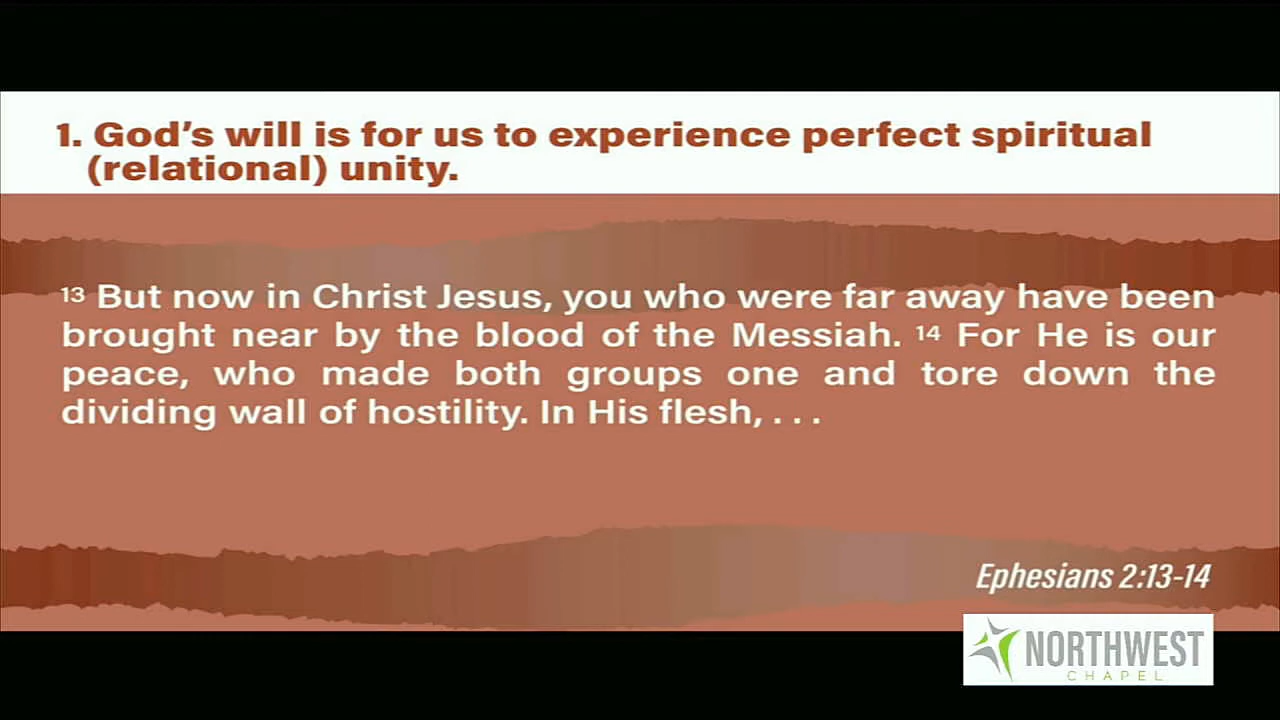 1. God's will is for us to experience perfect spiritual
(relational) unity.
13 But now in Christ Jesus, you who were far away have been
brought near by the blood of the Messiah. 14 For He is our
peace, who made both groups one and tore down the
dividing wall of hostility. In His flesh, . . .
Ephesians 2:13-14
NORTHWEST
CHAPEL